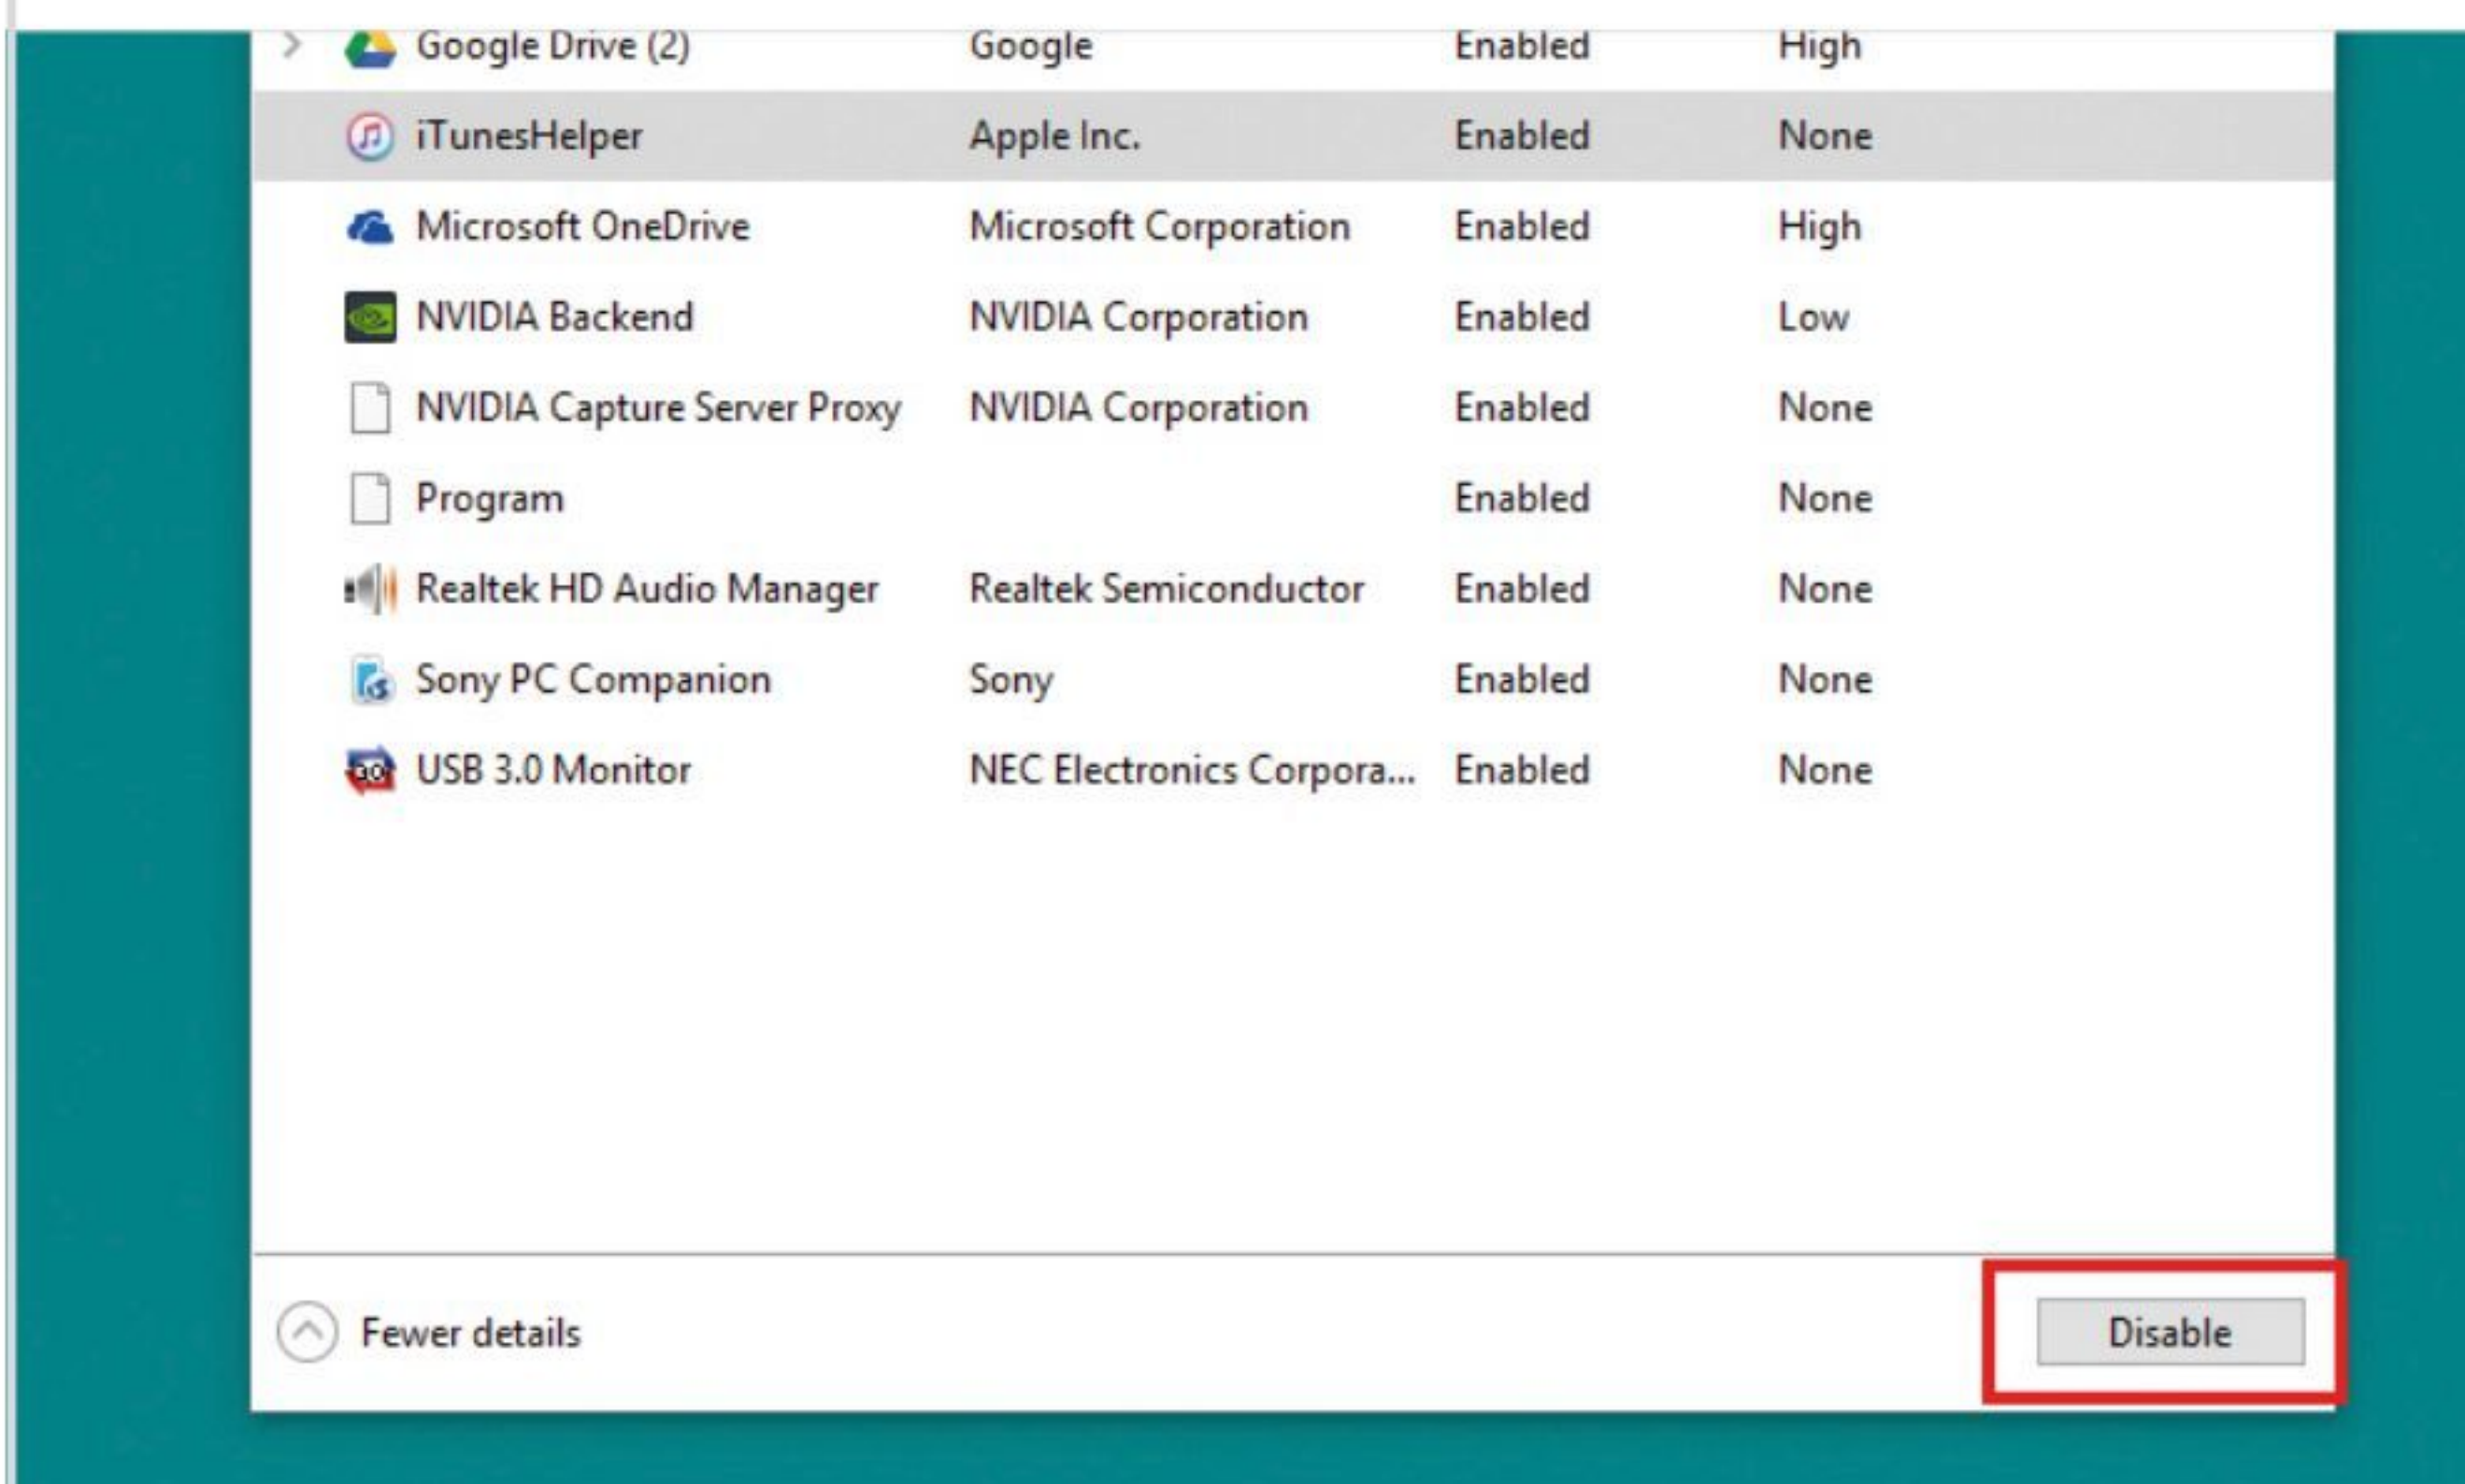 Google Drive (2) Google Enabled High
iTunesHelper Apple Inc. Enabled None
Microsoft OneDrive Microsoft Corporation Enabled High
NVIDIA Backend NVIDIA Corporation Enabled Low
NVIDIA Capture Server Proxy NVIDIA Corporation Enabled None
Program Enabled None
Realtek HD Audio Manager Realtek Semiconductor Enabled None
Sony PC Companion Sony Enabled None
USB 3.0 Monitor NEC Electronics Corpora... Enabled None
Fewer details Disable